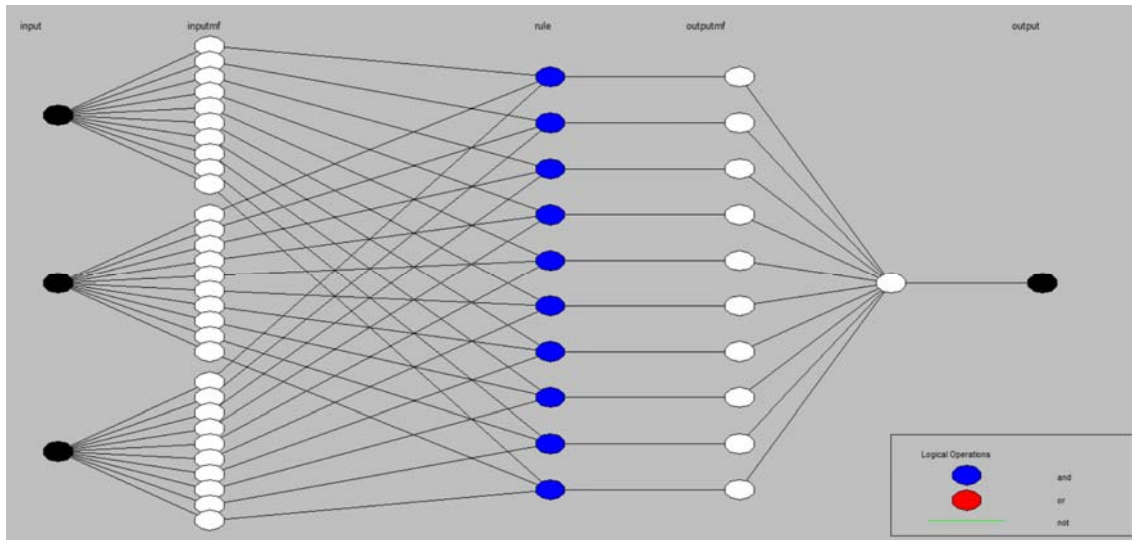 input inputmf rule outputmf output
Logical Operations
and
or
not